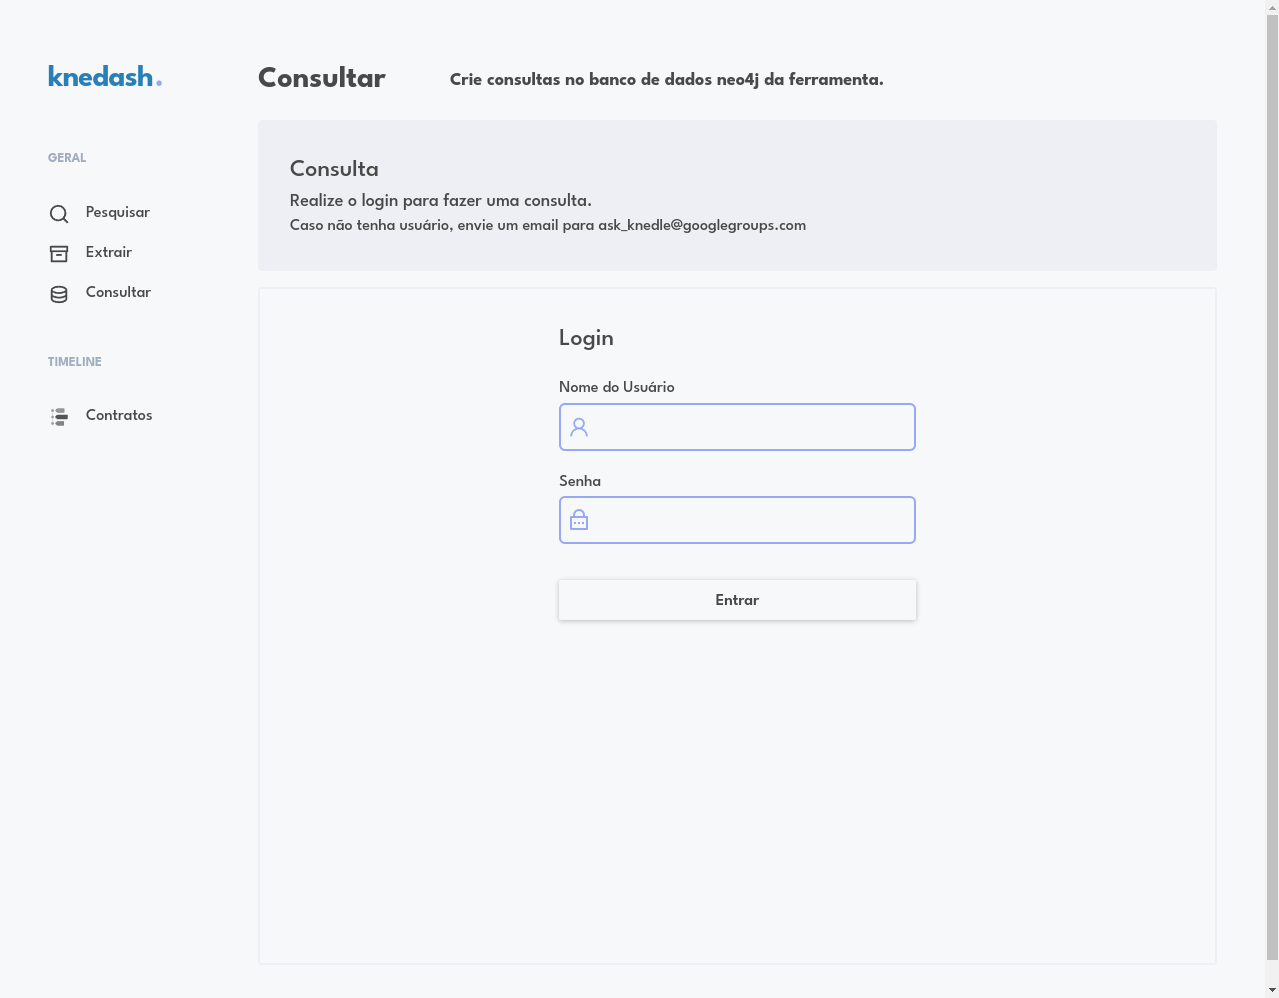 knedash.
GERAL
Pesquisar
Extrair
Consultar
TIMELINE
Contratos
Consultar
Crie consultas no banco de dados neo4j da ferramenta.
Consulta
Realize o login para fazer uma consulta.
Caso não tenha usuário, envie um email para ask_knedle@googlegroups.com
Login
Nome do Usuário
Senha
Entrar